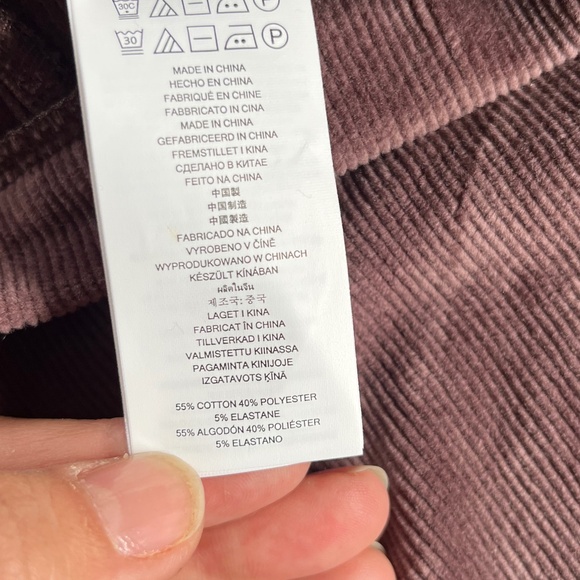 30C P
30 P
MADE IN CHINA
HECHO EN CHINA
FABRIQUÉ EN CHINE
FABBRICATO IN CINA
MADE IN CHINA
GEFABRICEERD IN CHINA
FREMSTILLET I KINA
СДЕЛАНО В КИТАЕ
FEITO NA CHINA
中国製
中国制造
中國製造
FABRICADO NA CHINA
VYROBENO V ČÍNĚ
WYPRODUKOWANO W CHINACH
KÉSZÜLT KÍNÁBAN
ผลิตในจีน
제조국: 중국
LAGET I KINA
FABRICAT ÎN CHINA
TILLVERKAD I KINA
VALMISTETTU KIINASSA
PAGAMINTA KINIJOJE
IZGATAVOTS ĶĪNĀ
55% COTTON 40% POLYESTER
5% ELASTANE
55% ALGODÓN 40% POLIÉSTER
5% ELASTANO